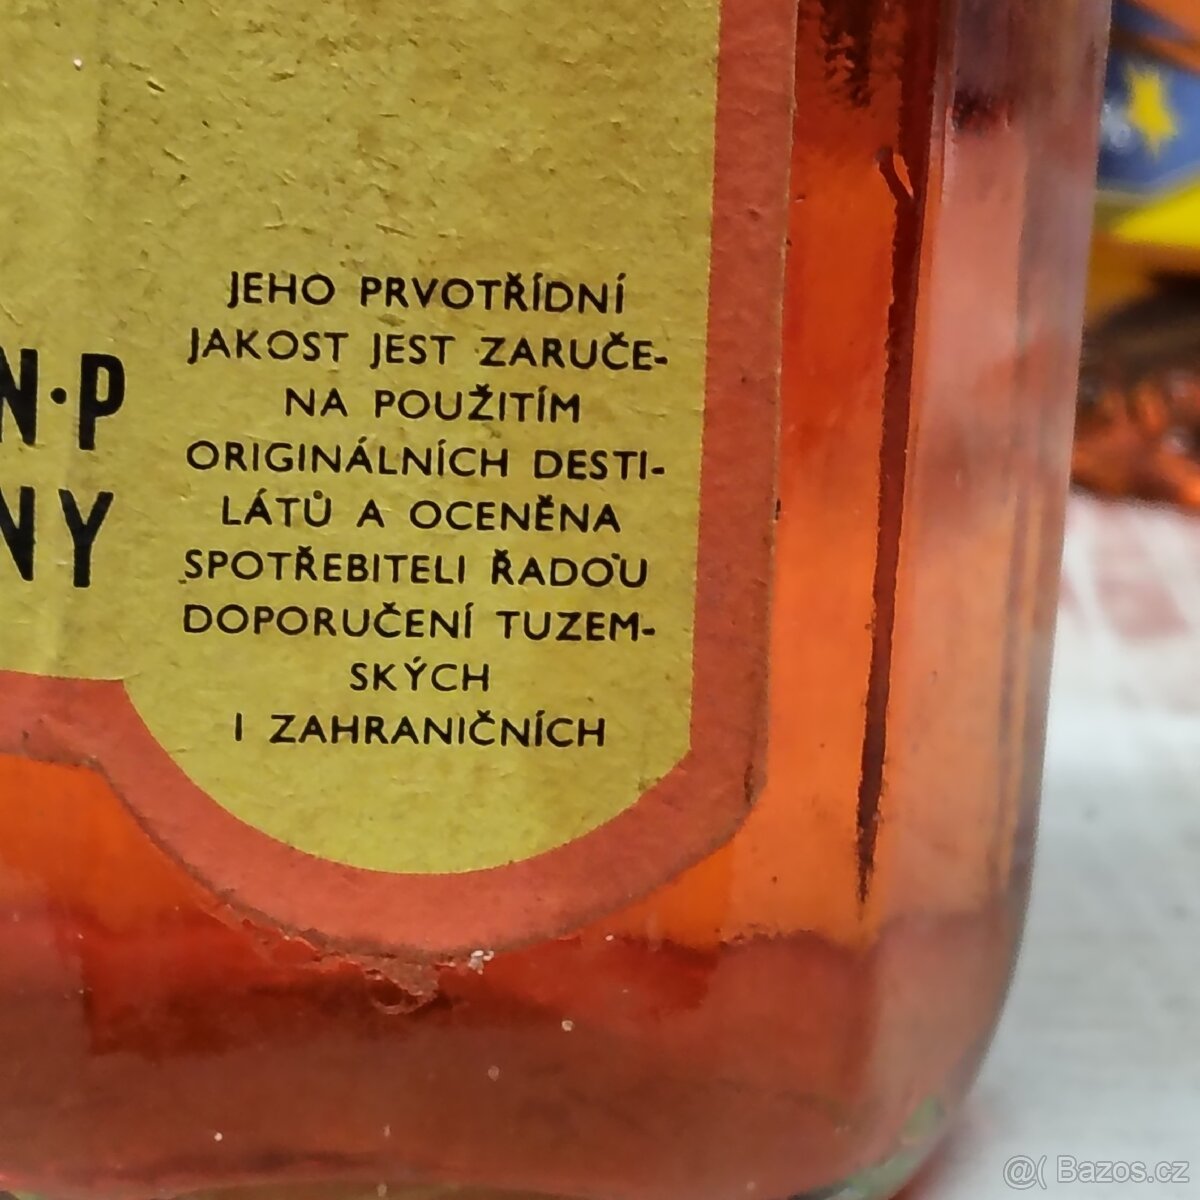 N·P
NY
JEHO PRVOTŘÍDNÍ
JAKOST JEST ZARUČE-
NA POUŽITÍM
ORIGINÁLNÍCH DESTI-
LÁTŮ A OCENĚNA
SPOTŘEBITELI ŘADOU
DOPORUČENÍ TUZEM-
SKÝCH
I ZAHRANIČNÍCH
@( Bazos.cz